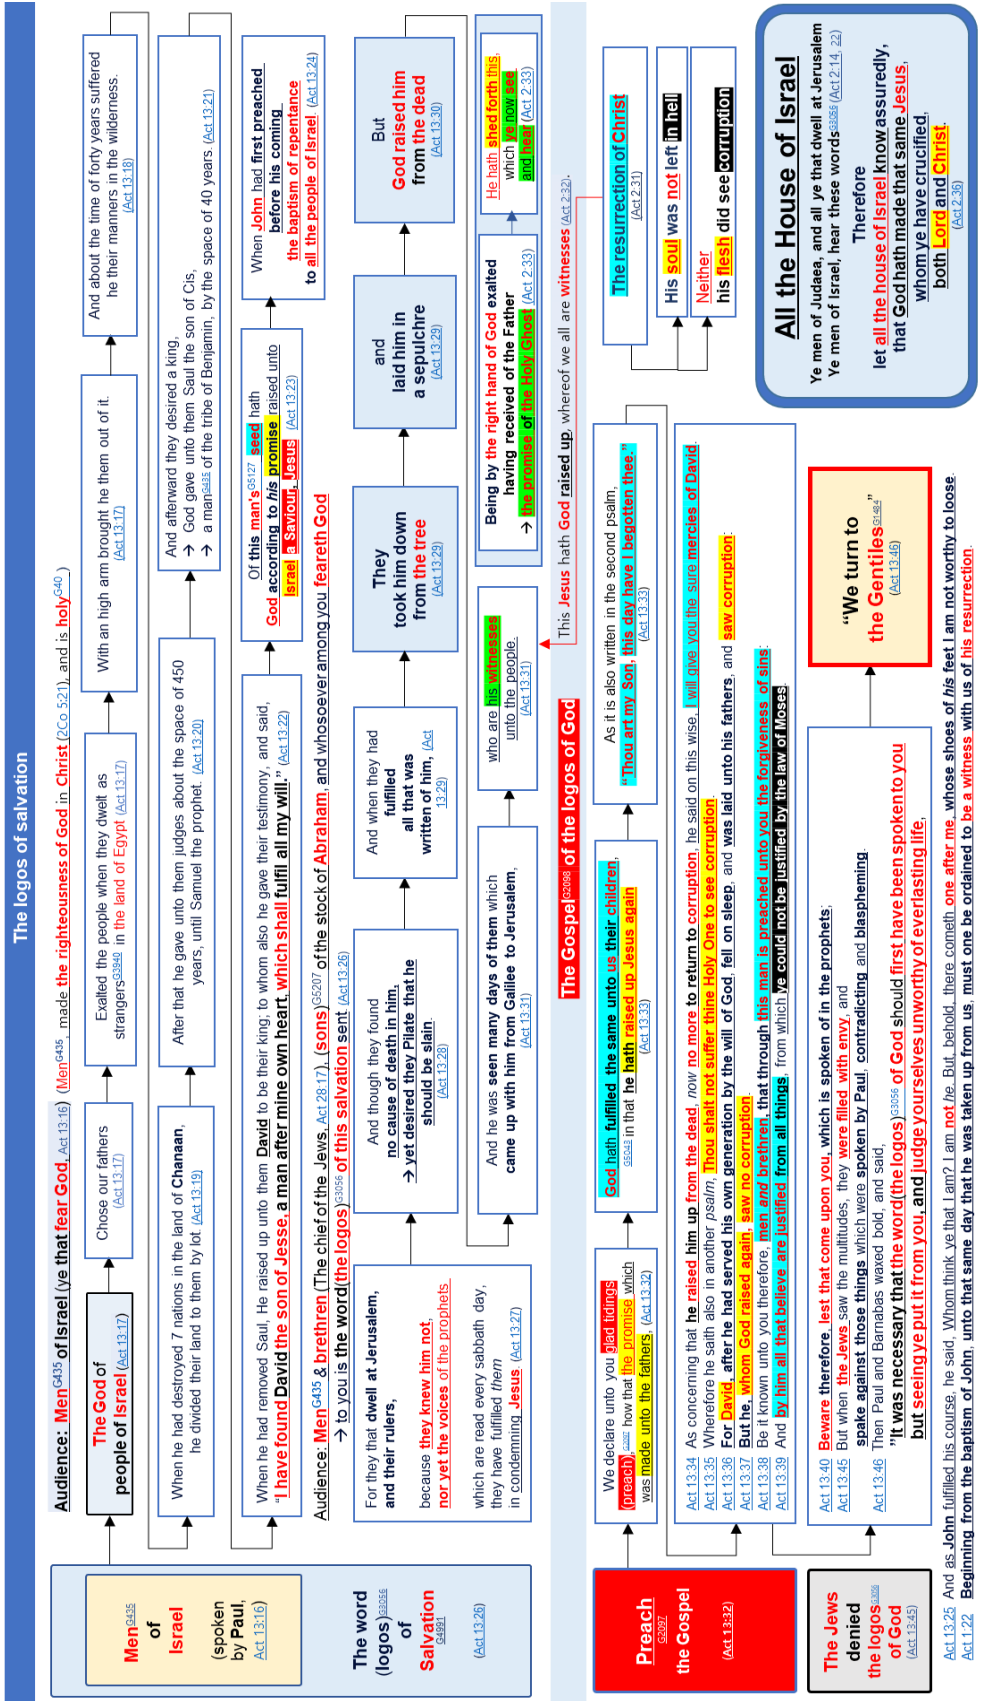 The logos of salvation
Audience: MenG435 of Israel (ye that fear God, Act 13:16) (MenG435, made the righteousness of God in Christ (2Co 5:21), and is holyG40 )
MenG435
of
Israel
(spoken
by Paul,
Act 13:16)
The God of
people of Israel (Act 13:17)
Chose our fathers
(Act 13:17)
Exalted the people when they dwelt as
strangersG3940 in the land of Egypt (Act 13:17)
With an high arm brought he them out of it.
(Act 13:17)
And about the time of forty years suffered
he their manners in the wilderness.
(Act 13:18)
When he had destroyed 7 nations in the land of Chanaan,
he divided their land to them by lot. (Act 13:19)
After that he gave unto them judges about the space of 450
years, until Samuel the prophet. (Act 13:20)
And afterward they desired a king,
→ God gave unto them Saul the son of Cis,
→ a manG435 of the tribe of Benjamin, by the space of 40 years. (Act 13:21)
When he had removed Saul, He raised up unto them David to be their king; to whom also he gave their testimony, and said,
“I have found David the son of Jesse, a man after mine own heart, which shall fulfil all my will.” (Act 13:22)
Of this man'sG5127 seed hath
God according to his promise raised unto
Israel a Saviour, Jesus: (Act 13:23)
When John had first preached
before his coming
the baptism of repentance
to all the people of Israel. (Act 13:24)
Audience: MenG435 & brethren (The chief of the Jews. Act 28:17), (sons)G5207 of the stock of Abraham, and whosoever among you feareth God
→ to you is the word(the logos)G3056 of this salvation sent (Act 13:26)
The word
(logos)G3056
of
Salvation
G4991
(Act 13:26)
For they that dwell at Jerusalem,
and their rulers,
because they knew him not,
nor yet the voices of the prophets
which are read every sabbath day,
they have fulfilled them
in condemning Jesus. (Act 13:27)
And though they found
no cause of death in him,
→ yet desired they Pilate that he
should be slain.
(Act 13:28)
And when they had
fulfilled
all that was
written of him, (Act
13:29)
They
took him down
from the tree
(Act 13:29)
and
laid him in
a sepulchre
(Act 13:29)
But
God raised him
from the dead
(Act 13:30)
And he was seen many days of them which
came up with him from Galilee to Jerusalem,
(Act 13:31)
who are his witnesses
unto the people.
(Act 13:31)
Being by the right hand of God exalted
having received of the Father
→ the promise of the Holy Ghost (Act 2:33)
He hath shed forth this,
which ye now see
and hear (Act 2:33)
The GospelG2098 of the logos of God
This Jesus hath God raised up, whereof we all are witnesses (Act 2:32).
Preach
G2097
the Gospel
(Act 13:32)
We declare unto you glad tidings
(preach),G2097 how that the promise which
was made unto the fathers, (Act 13:32)
God hath fulfilled the same unto us their children,
G5043 in that he hath raised up Jesus again
(Act 13:33)
As it is also written in the second psalm,
“Thou art my Son, this day have I begotten thee.”
(Act 13:33)
The resurrection of Christ
(Act 2:31)
His soul was not left in hell
Neither
his flesh did see corruption
Act 13:34 As concerning that he raised him up from the dead, now no more to return to corruption, he said on this wise, I will give you the sure mercies of David.
Act 13:35 Wherefore he saith also in another psalm, Thou shalt not suffer thine Holy One to see corruption.
Act 13:36 For David, after he had served his own generation by the will of God, fell on sleep, and was laid unto his fathers, and saw corruption:
Act 13:37 But he, whom God raised again, saw no corruption.
Act 13:38 Be it known unto you therefore, men and brethren, that through this man is preached unto you the forgiveness of sins:
Act 13:39 And by him all that believe are justified from all things, from which ye could not be justified by the law of Moses.
The Jews
denied
the logosG3056
of God
(Act 13:45)
Act 13:40 Beware therefore, lest that come upon you, which is spoken of in the prophets;
Act 13:45 But when the Jews saw the multitudes, they were filled with envy, and
spake against those things which were spoken by Paul, contradicting and blaspheming.
Act 13:46 Then Paul and Barnabas waxed bold, and said,
”It was necessary that the word(the logos)G3056 of God should first have been spoken to you
but seeing ye put it from you, and judge yourselves unworthy of everlasting life,
“We turn to
the GentilesG1484”
(Act 13:46)
All the House of Israel
Ye men of Judaea, and all ye that dwell at Jerusalem
Ye men of Israel, hear these wordsG3056 (Act 2:14, 22)
Therefore
let all the house of Israel know assuredly,
that God hath made that same Jesus,
whom ye have crucified,
both Lord and Christ.
(Act 2:36)
Act 13:25 And as John fulfilled his course, he said, Whom think ye that I am? I am not he. But, behold, there cometh one after me, whose shoes of his feet I am not worthy to loose
Act 1:22 Beginning from the baptism of John, unto that same day that he was taken up from us, must one be ordained to be a witness with us of his resurrection.